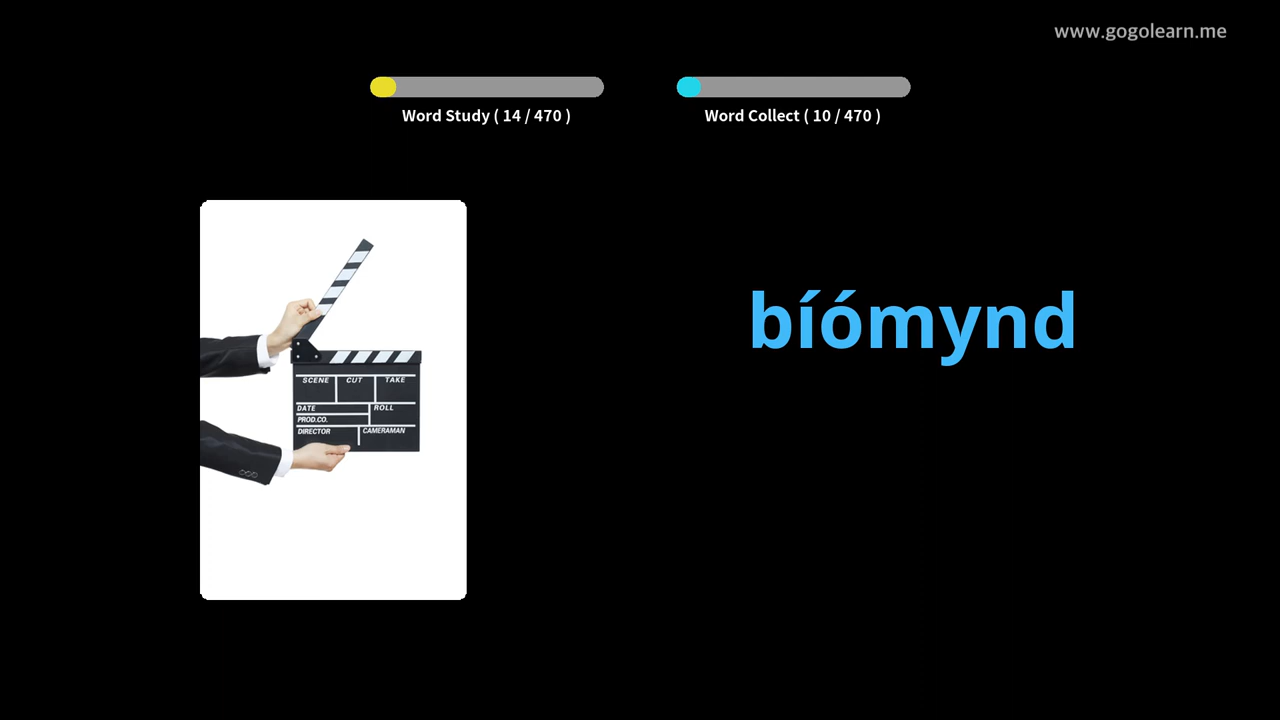 www.gogolearn.me
Word Study ( 14 / 470 )
Word Collect ( 10 / 470 )
bíómynd
SCENE CUT TAKE
DATE ROLL
PROD.CO.
DIRECTOR CAMERAMAN